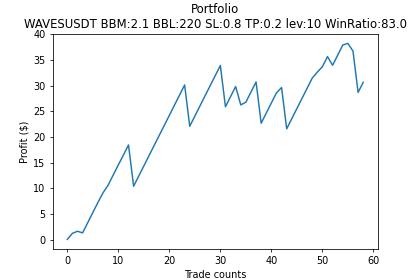 Portfolio
WAVESUSDT BBM:2.1 BBL:220 SL:0.8 TP:0.2 lev:10 WinRatio:83.0
40
35
30
25
20
15
10
5
0
Profit ($)
0 10 20 30 40 50 60
Trade counts